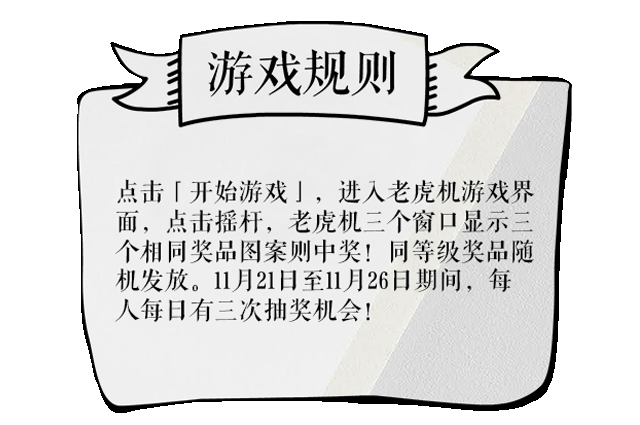 游戏规则
点击「开始游戏」，进入老虎机游戏界
面，点击摇杆，老虎机三个窗口显示三
个相同奖品图案则中奖！同等级奖品随
机发放。11月21日至11月26日期间，每
人每日有三次抽奖机会！